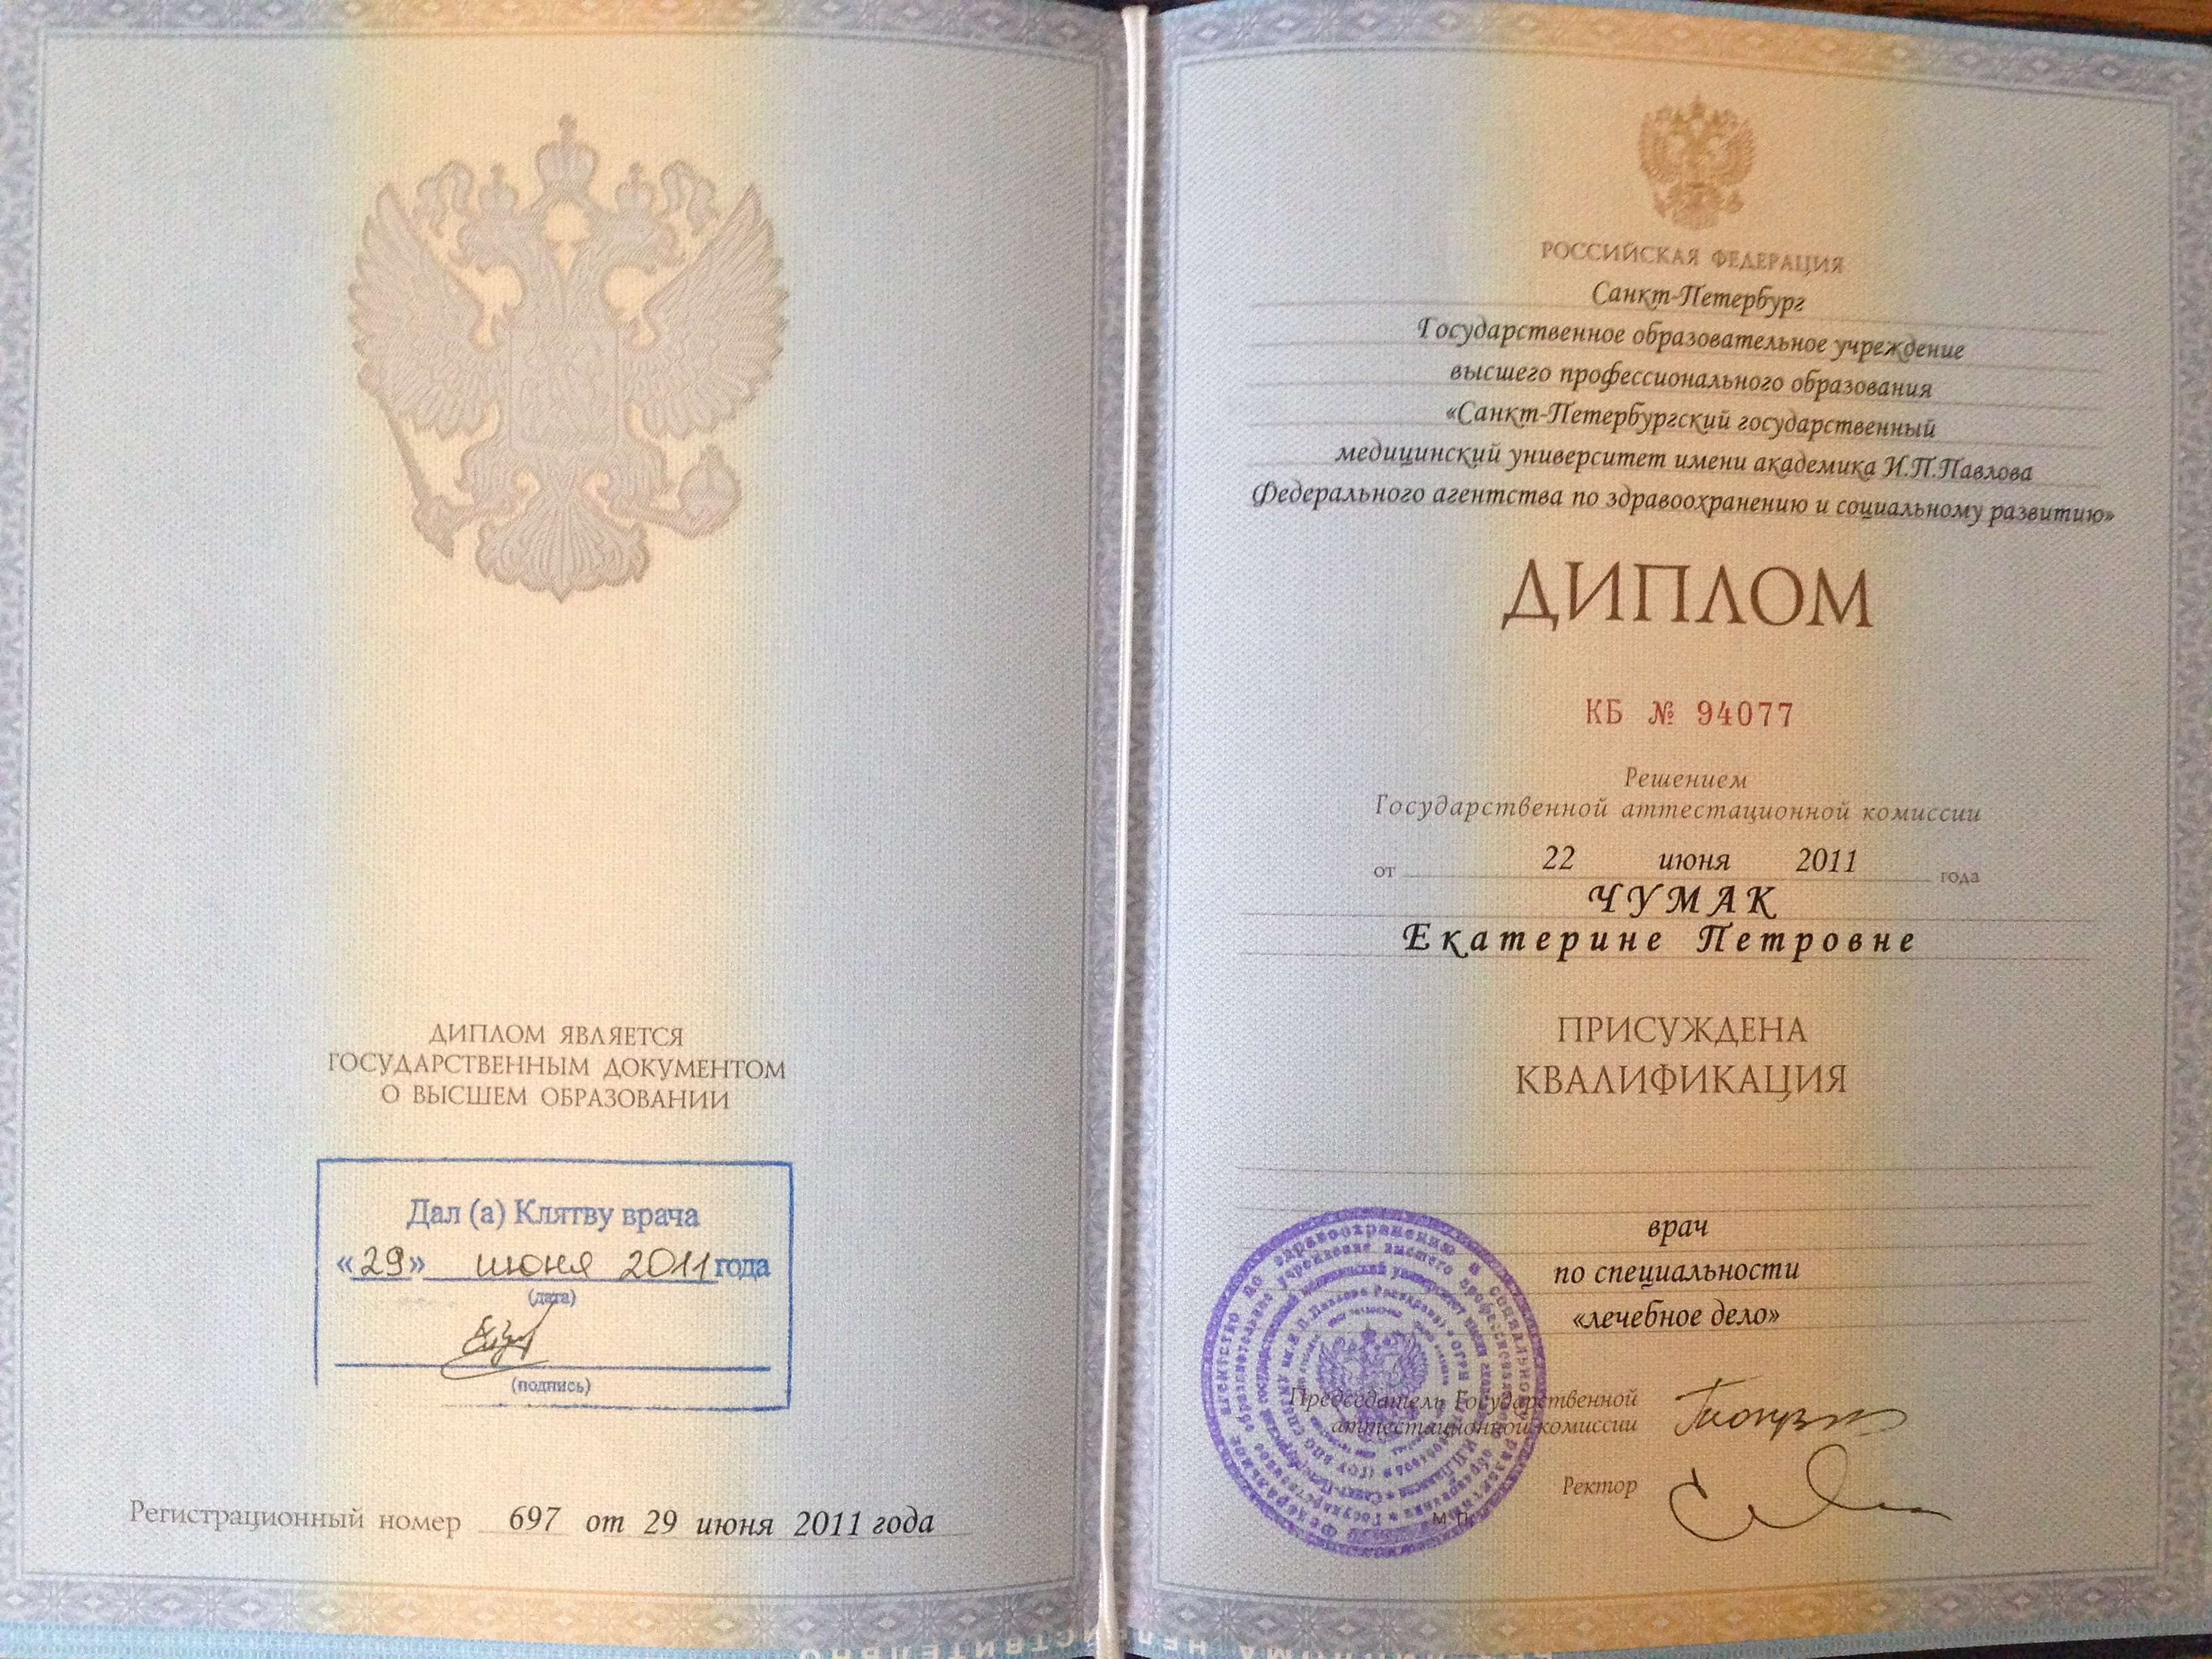 ДИПЛОМ ЯВЛЯЕТСЯ
ГОСУДАРСТВЕННЫМ ДОКУМЕНТОМ
О ВЫСШЕМ ОБРАЗОВАНИИ
Дал (а) Клятву врача
«29» июня 2011 года
(дата)
(подпись)
Регистрационный номер 697 от 29 июня 2011 года
РОССИЙСКАЯ ФЕДЕРАЦИЯ
Санкт-Петербург
Государственное образовательное учреждение
высшего профессионального образования
«Санкт-Петербургский государственный
медицинский университет имени академика И.П.Павлова
Федерального агентства по здравоохранению и социальному развитию»
ДИПЛОМ
КБ № 94077
Решением
Государственной аттестационной комиссии
от 22 июня 2011 года
ЧУМАК
Екатерине Петровне
ПРИСУЖДЕНА
КВАЛИФИКАЦИЯ
врач
по специальности
«лечебное дело»
Председатель Государственной
аттестационной комиссии
Ректор
М.П.